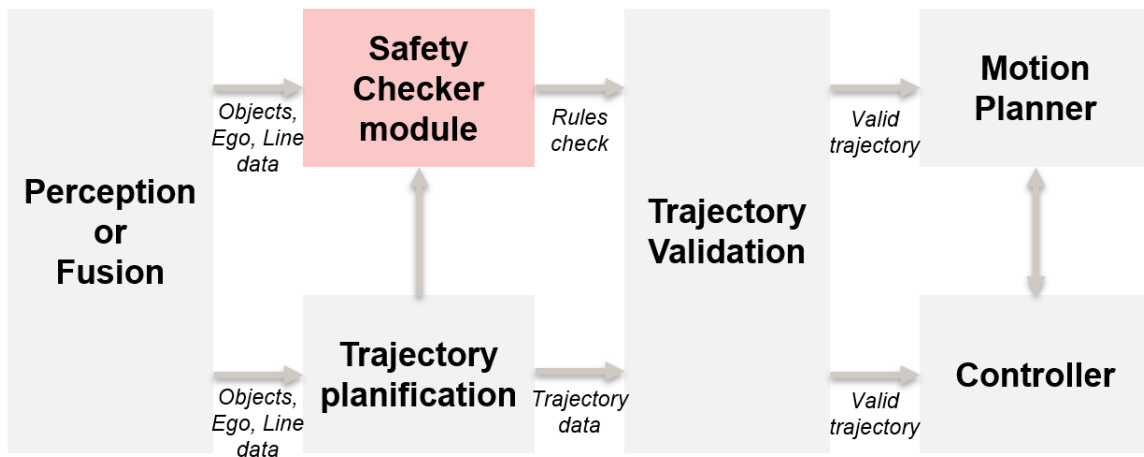 Safety
Checker
module
Motion
Planner
Objects,
Ego, Line
data
Rules
check
Valid
trajectory
Perception
or
Fusion
Trajectory
Validation
Trajectory
planification
Controller
Objects,
Ego, Line
data
Trajectory
data
Valid
trajectory